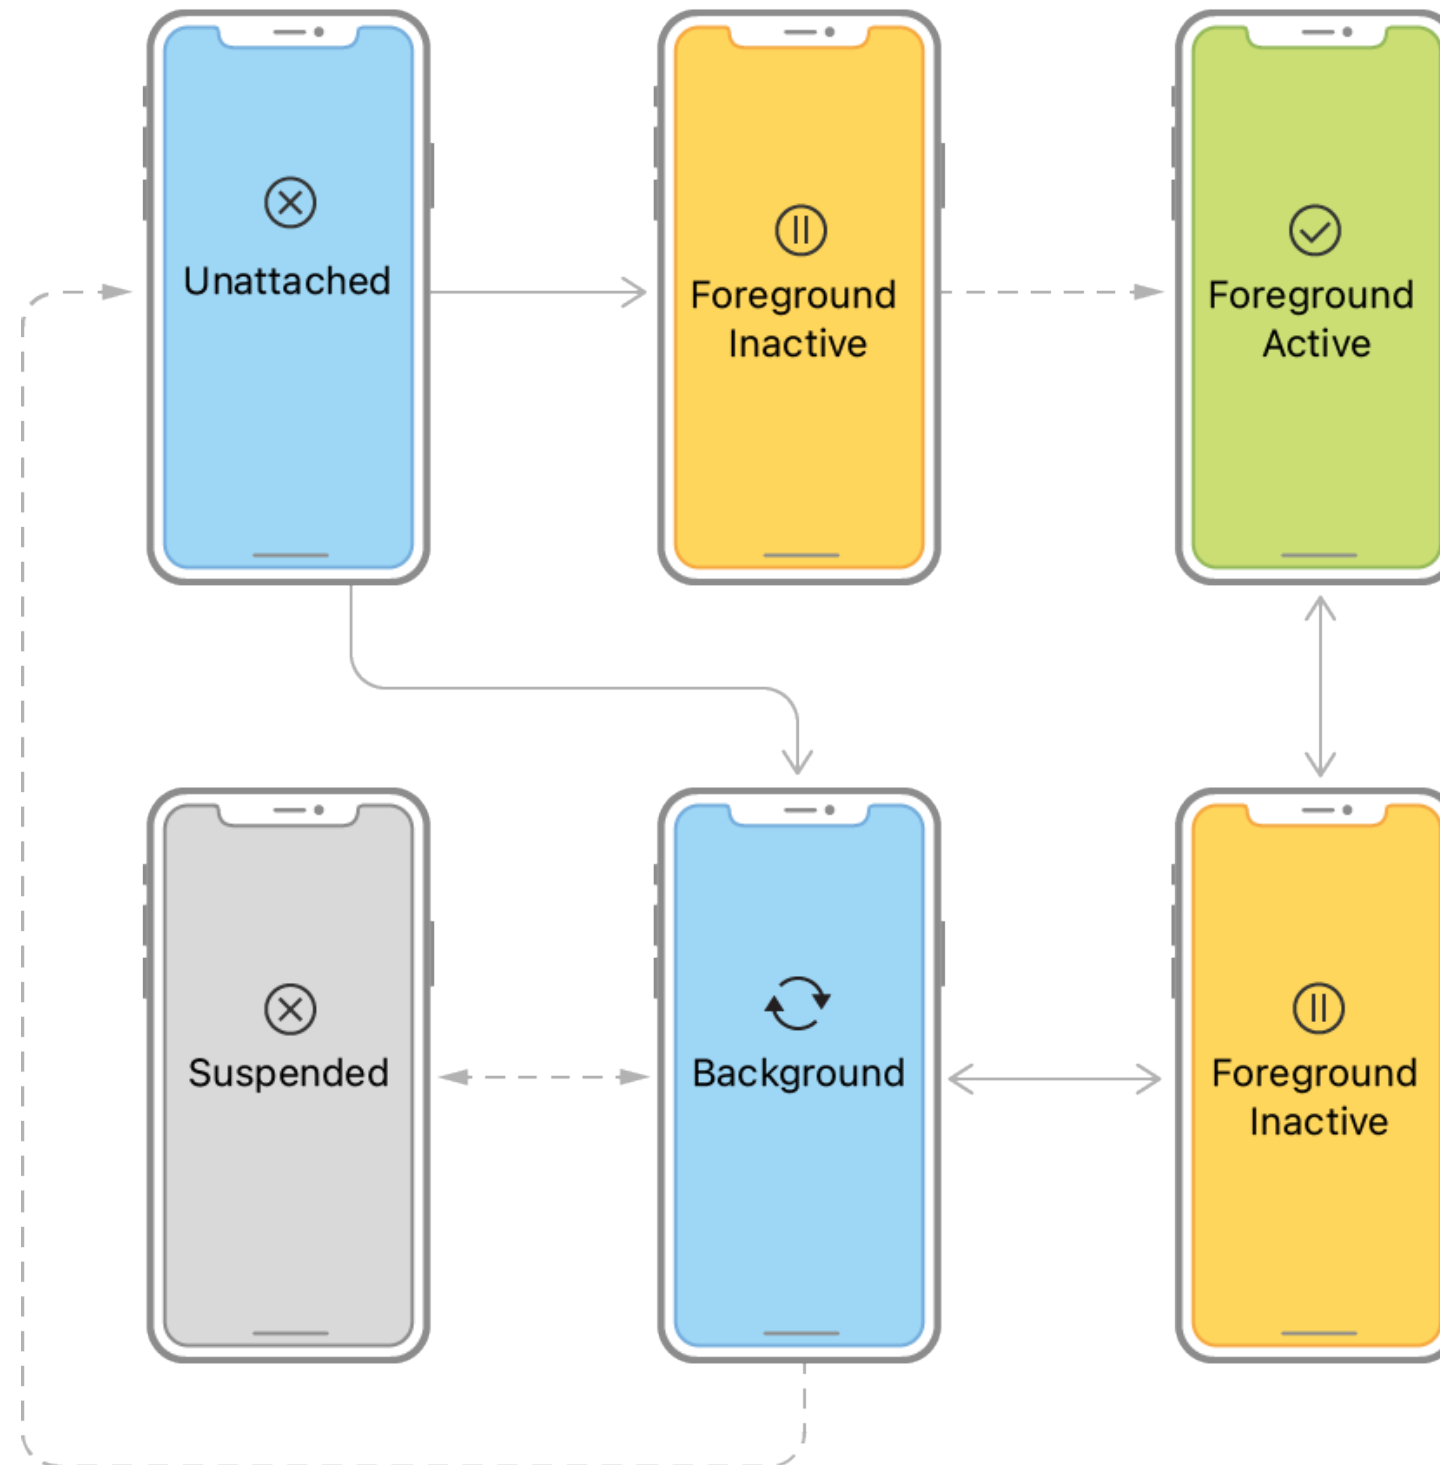 Unattached
Foreground
Inactive
Foreground
Active
Suspended
Background
Foreground
Inactive